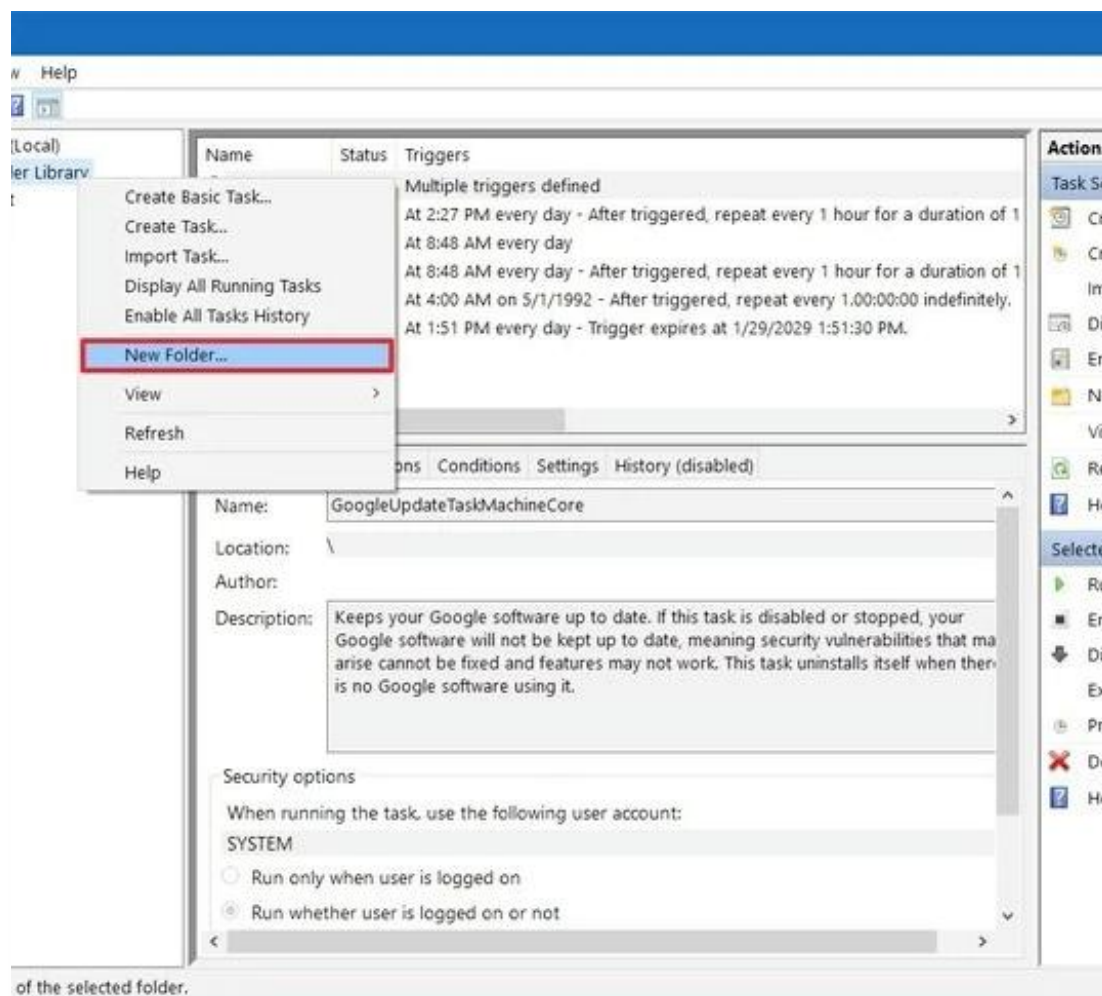 Help
(Local)
Library
Create Basic Task...
Create Task...
Import Task...
Display All Running Tasks
Enable All Tasks History
New Folder...
View
Refresh
Help
Name Status Triggers
Multiple triggers defined
At 2:27 PM every day - After triggered, repeat every 1 hour for a duration of 1
At 8:48 AM every day
At 8:48 AM every day - After triggered, repeat every 1 hour for a duration of 1
At 4:00 AM on 5/1/1992 - After triggered, repeat every 1.00:00:00 indefinitely.
At 1:51 PM every day - Trigger expires at 1/29/2029 1:51:30 PM.
Conditions Settings History (disabled)
Name: GoogleUpdateTaskMachineCore
Location: \
Author:
Description: Keeps your Google software up to date. If this task is disabled or stopped, your
Google software will not be kept up to date, meaning security vulnerabilities that ma
arise cannot be fixed and features may not work. This task uninstalls itself when ther
is no Google software using it.
Security options
When running the task, use the following user account:
SYSTEM
Run only when user is logged on
Run whether user is logged on or not
of the selected folder.
Action
Task S
Selecte